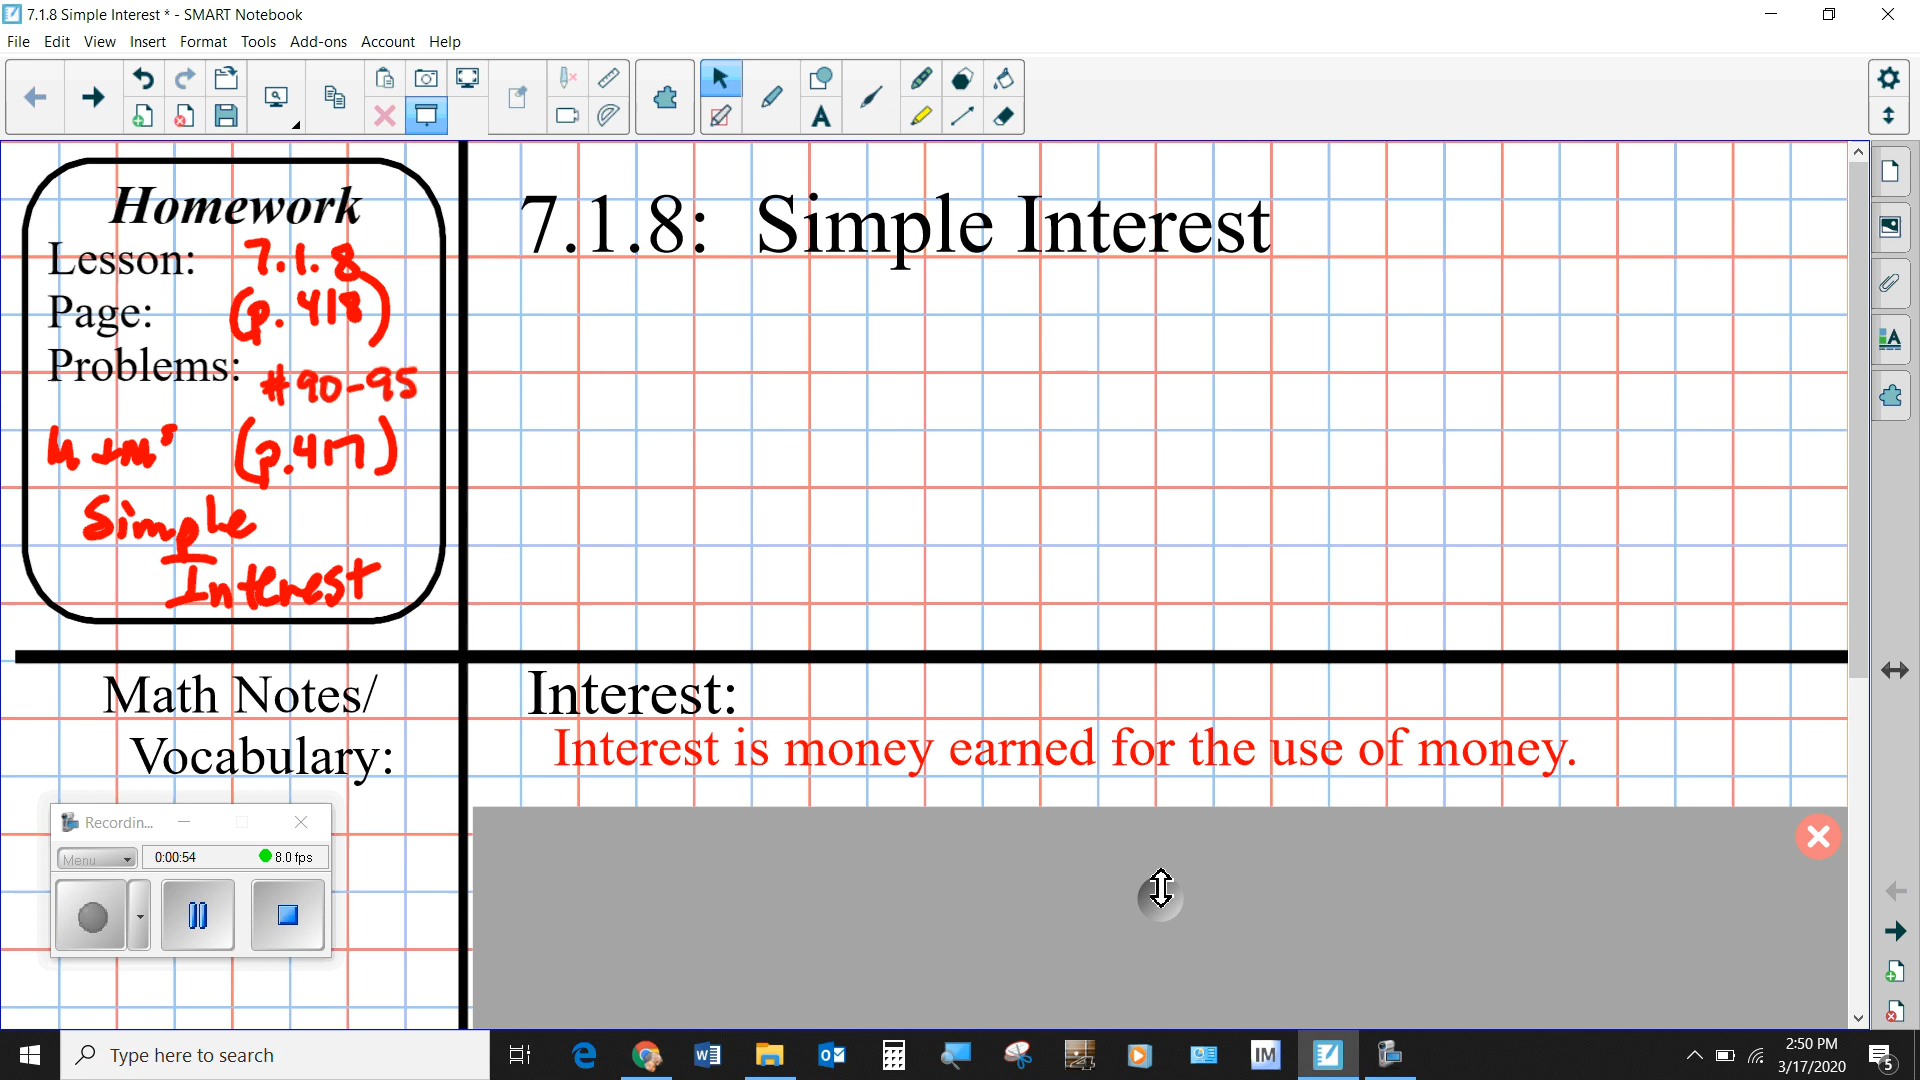 7.1.8 Simple Interest * - SMART Notebook
File Edit View Insert Format Tools Add-ons Account Help
Homework
Lesson: 7.1.8
Page: (p. 418)
Problems: #90-95
(p.417)
Simple
Interest
7.1.8: Simple Interest
Math Notes/
Vocabulary:
Interest:
Interest is money earned for the use of money.
Recordin...
Menu 0:00:54 8.0 fps
Type here to search
IM
2:50 PM
3/17/2020
5